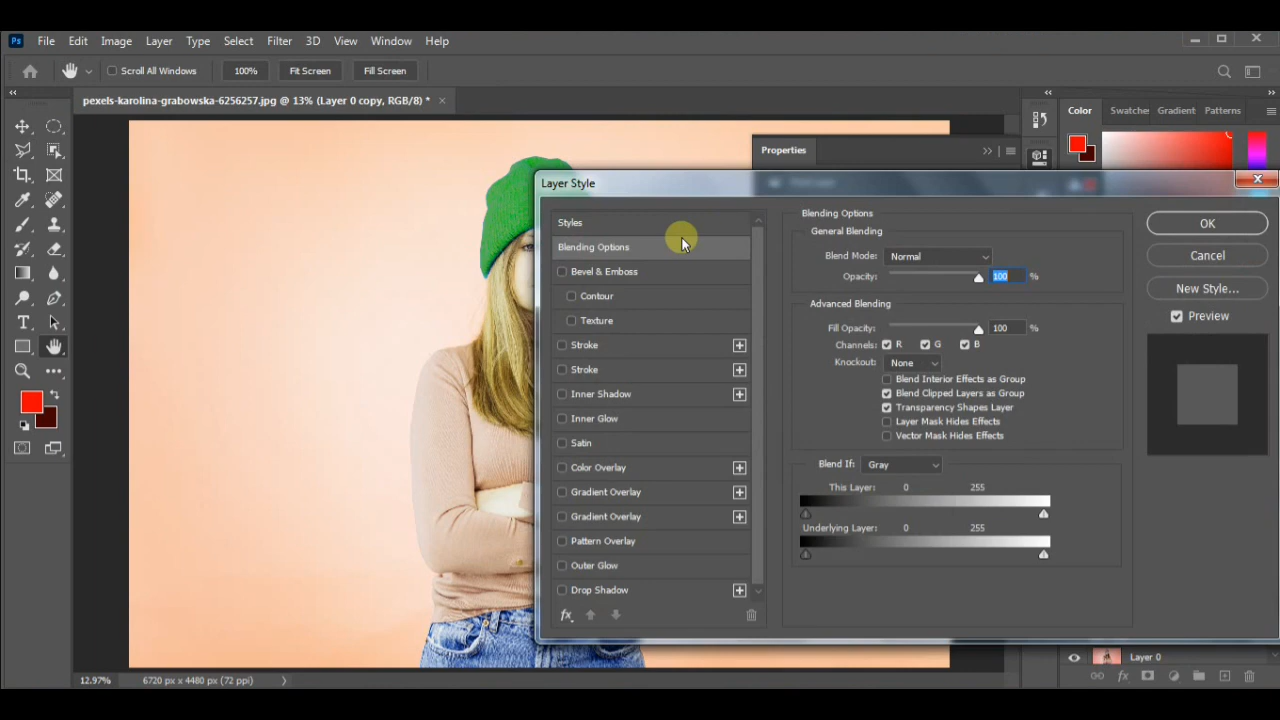 Ps File Edit Image Layer Type Select Filter 3D View Window Help
Scroll All Windows 100% Fit Screen Fill Screen
pexels-karolina-grabowska-6256257.jpg @ 13% (Layer 0 copy, RGB/8) *
Color Swatche Gradient Patterns
Properties
Layer Style
Styles
Blending Options
Bevel & Emboss
Contour
Texture
Stroke
Stroke
Inner Shadow
Inner Glow
Satin
Color Overlay
Gradient Overlay
Gradient Overlay
Pattern Overlay
Outer Glow
Drop Shadow
fx
Blending Options
General Blending
Blend Mode: Normal
Opacity: 100 %
Advanced Blending
Fill Opacity: 100 %
Channels: R G B
Knockout: None
Blend Interior Effects as Group
Blend Clipped Layers as Group
Transparency Shapes Layer
Layer Mask Hides Effects
Vector Mask Hides Effects
Blend If: Gray
This Layer: 0 255
Underlying Layer: 0 255
OK
Cancel
New Style...
Preview
Layer 0
fx
12.97% 6720 px x 4480 px (72 ppi)